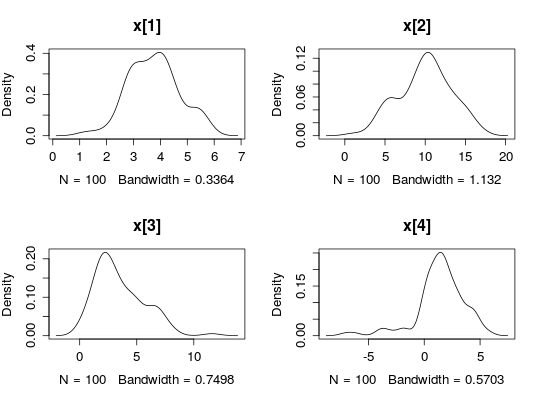 x[1]
Density
0.0 0.2 0.4
0 1 2 3 4 5 6 7
N = 100 Bandwidth = 0.3364
x[2]
Density
0.00 0.06 0.12
0 5 10 15 20
N = 100 Bandwidth = 1.132
x[3]
Density
0.00 0.10 0.20
0 5 10
N = 100 Bandwidth = 0.7498
x[4]
Density
0.00 0.15
-5 0 5
N = 100 Bandwidth = 0.5703